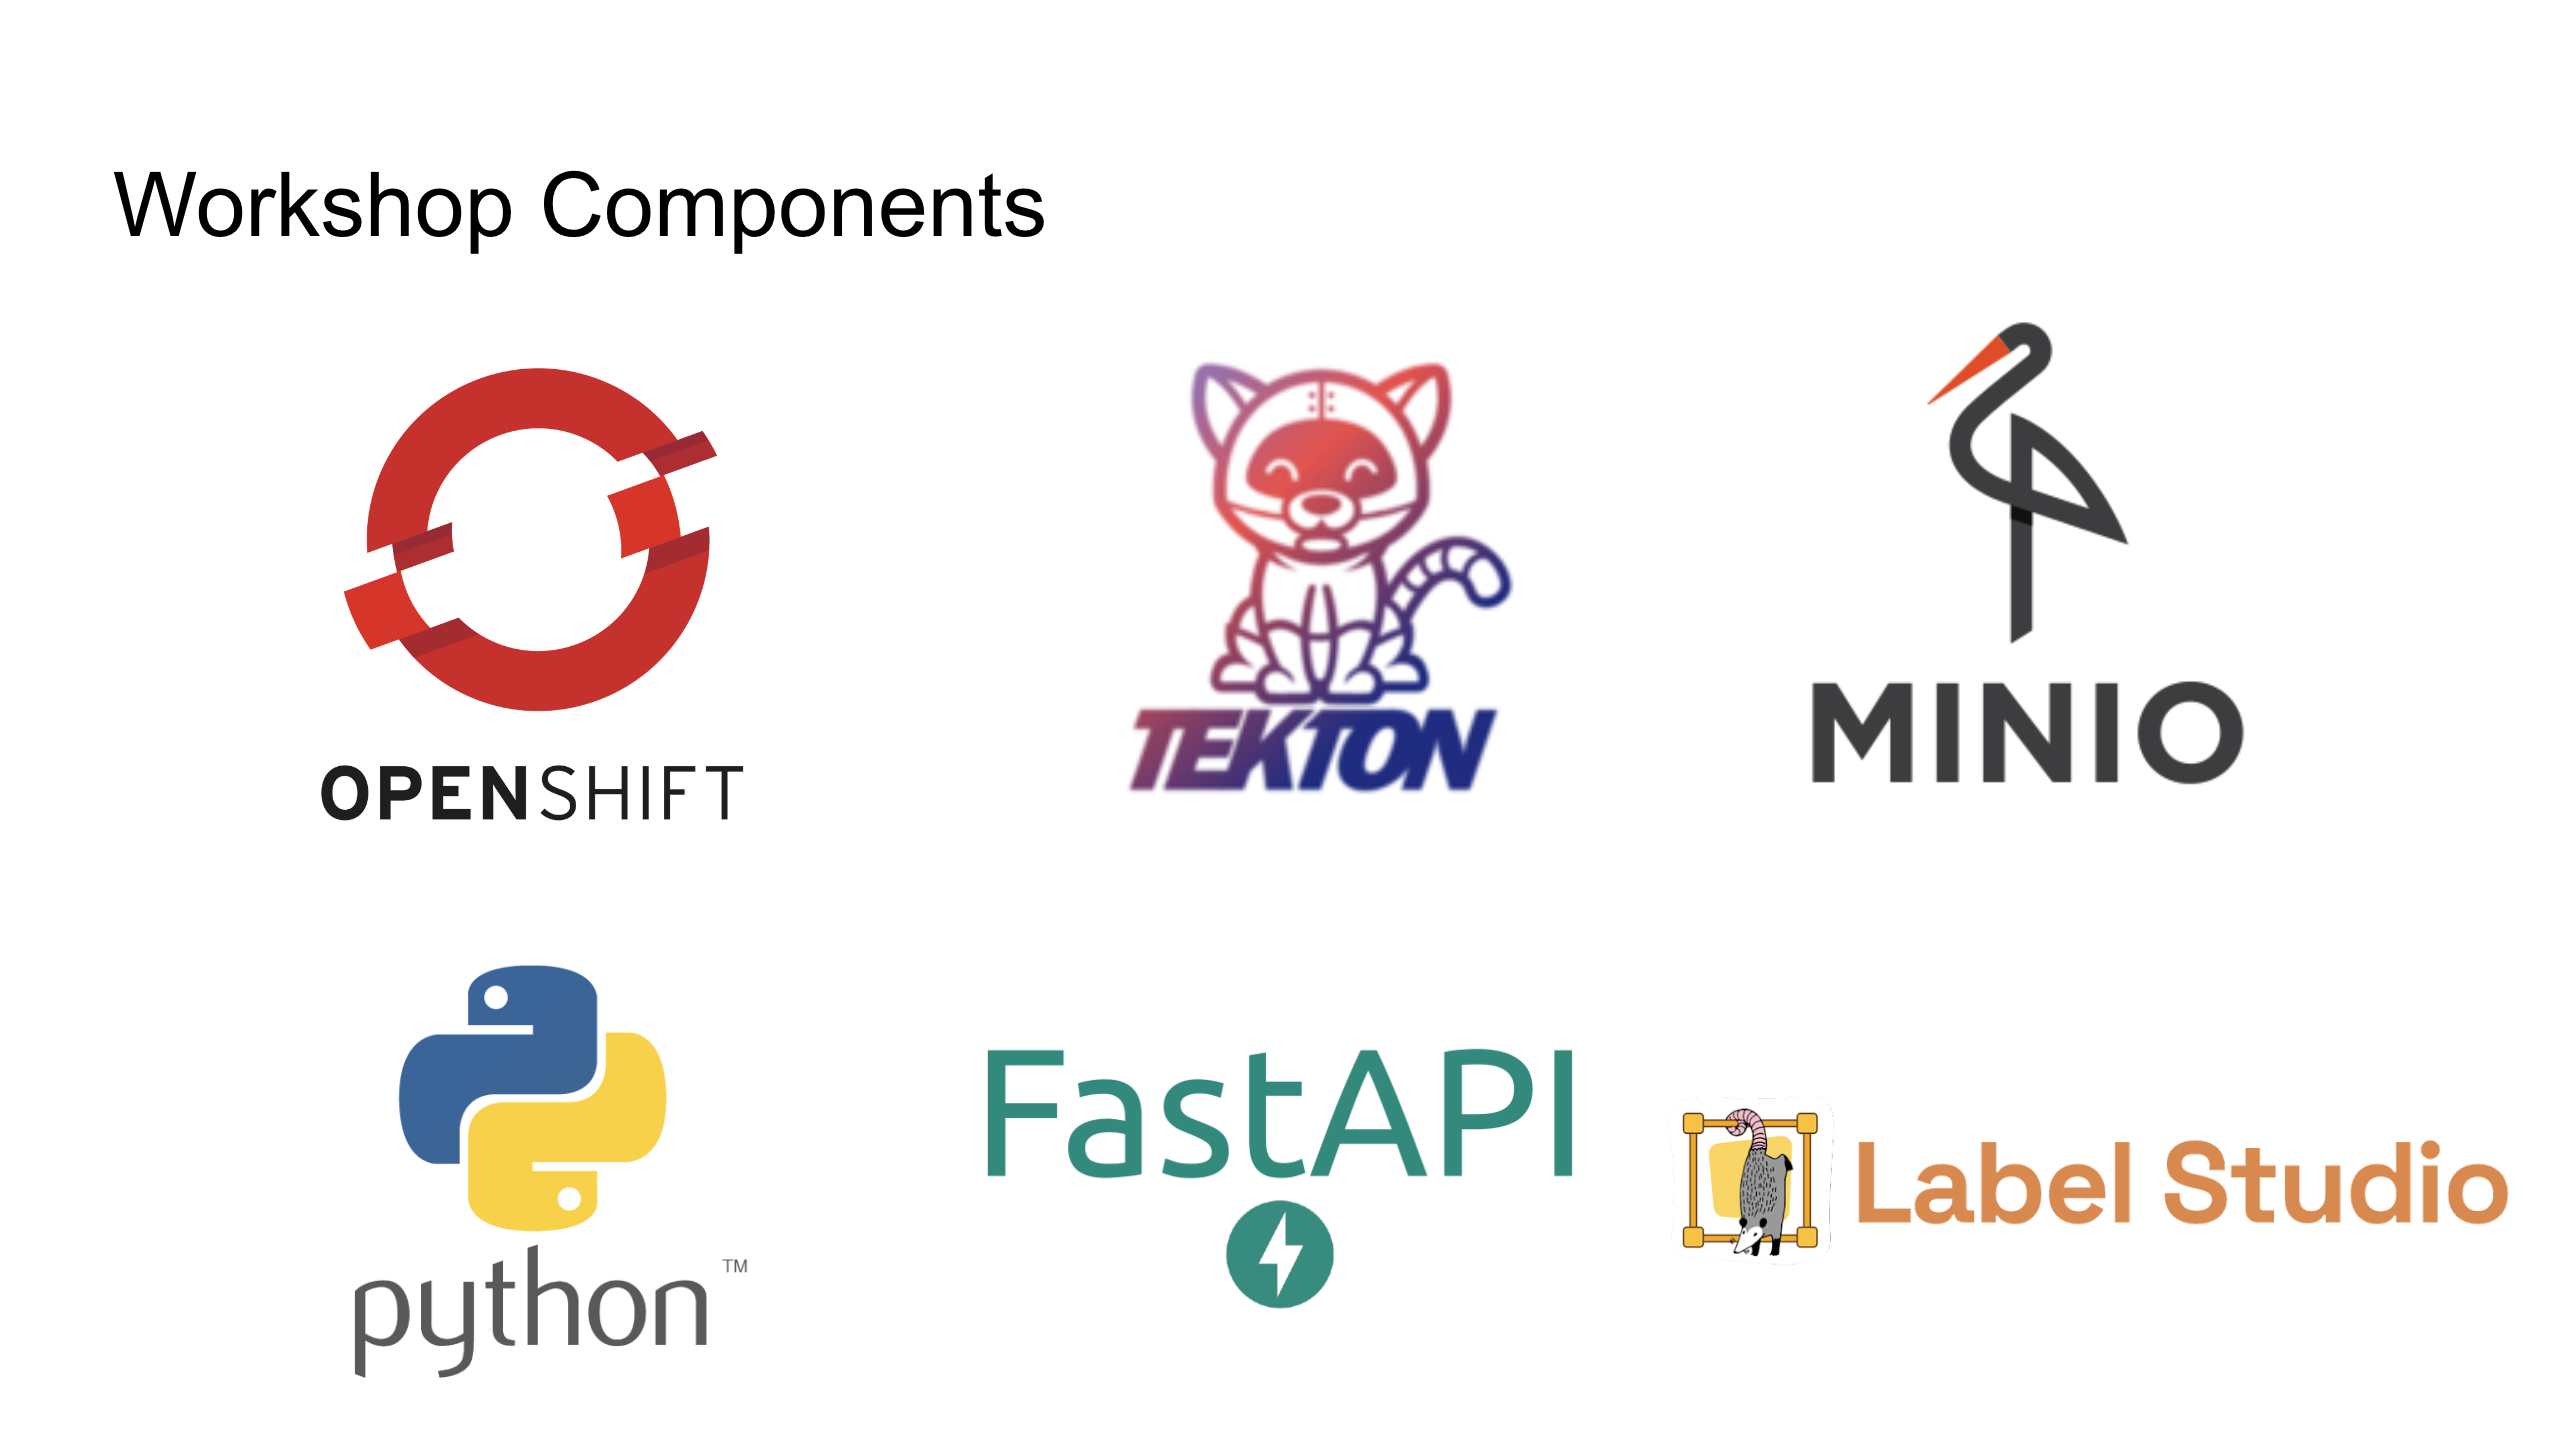 Workshop Components
OPENSHIFT
TEKTON
MINIO
python™
FastAPI
Label Studio